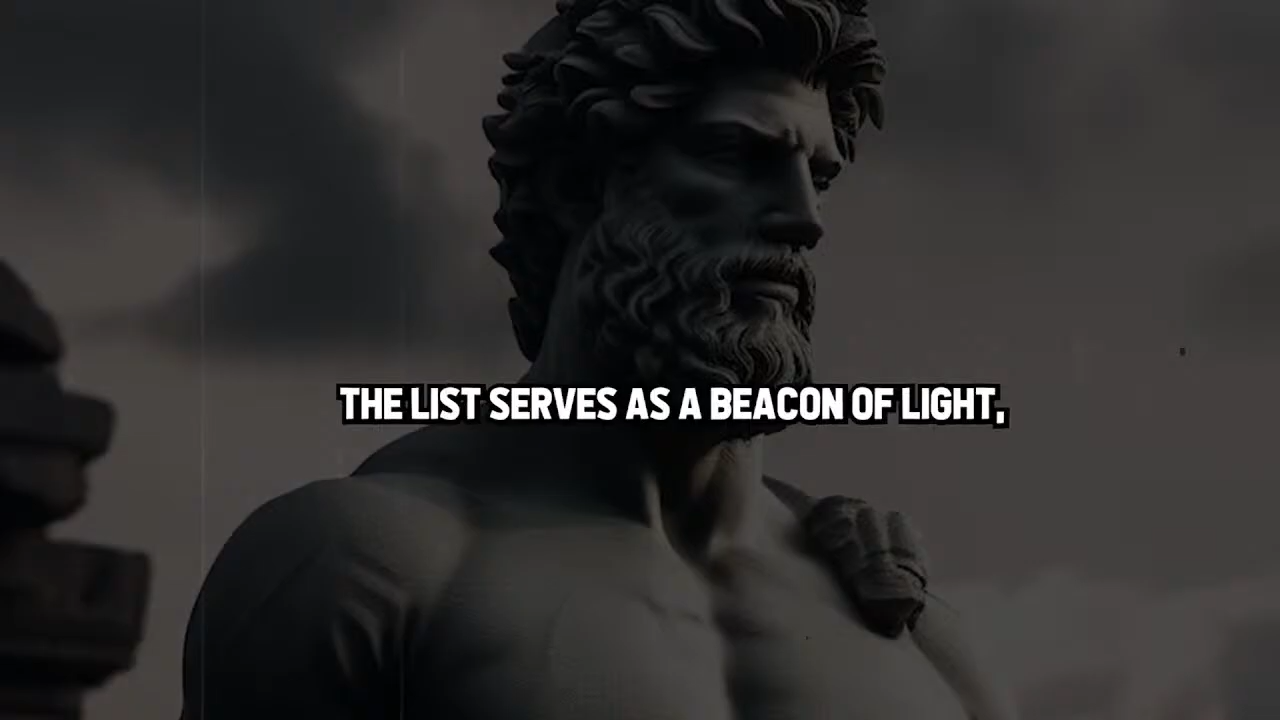 THE LIST SERVES AS A BEACON OF LIGHT,